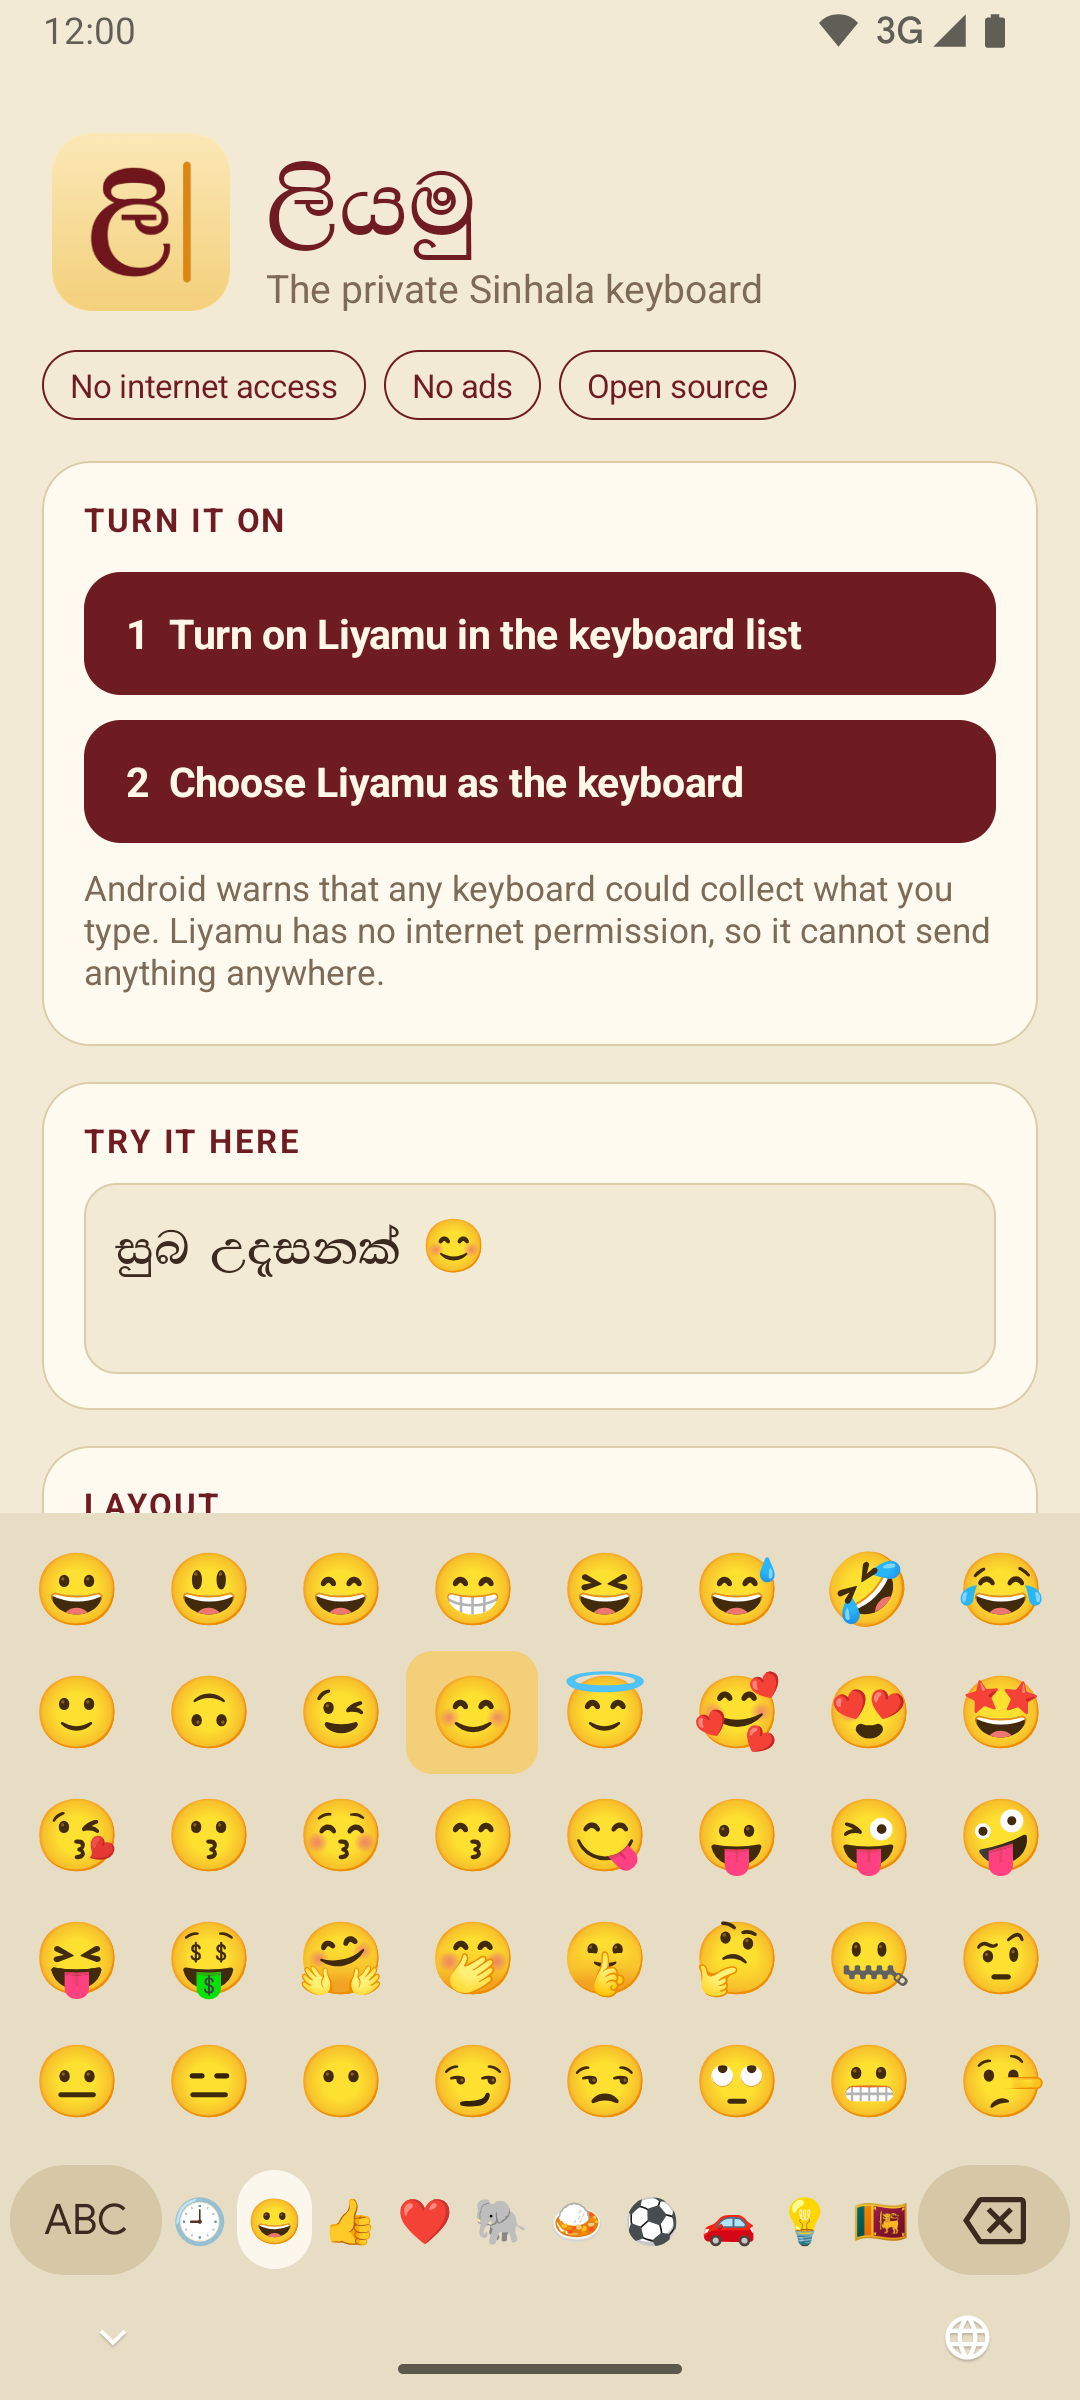 12:00 3G
ලි
ලියමු
The private Sinhala keyboard
No internet access No ads Open source
TURN IT ON
1 Turn on Liyamu in the keyboard list
2 Choose Liyamu as the keyboard
Android warns that any keyboard could collect what you
type. Liyamu has no internet permission, so it cannot send
anything anywhere.
TRY IT HERE
සුබ උදෑසනක් 😊
LAYOUT
ABC